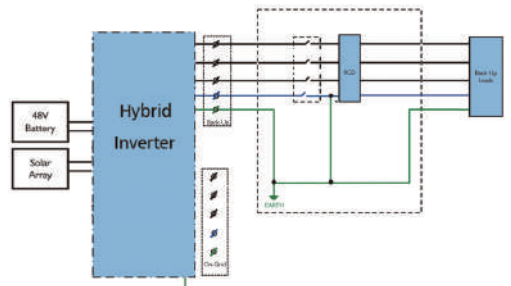 48V
Battery
Solar
Array
Hybrid
Inverter
Back Up
On-Grid
RCD
EARTH
Back Up
Loads